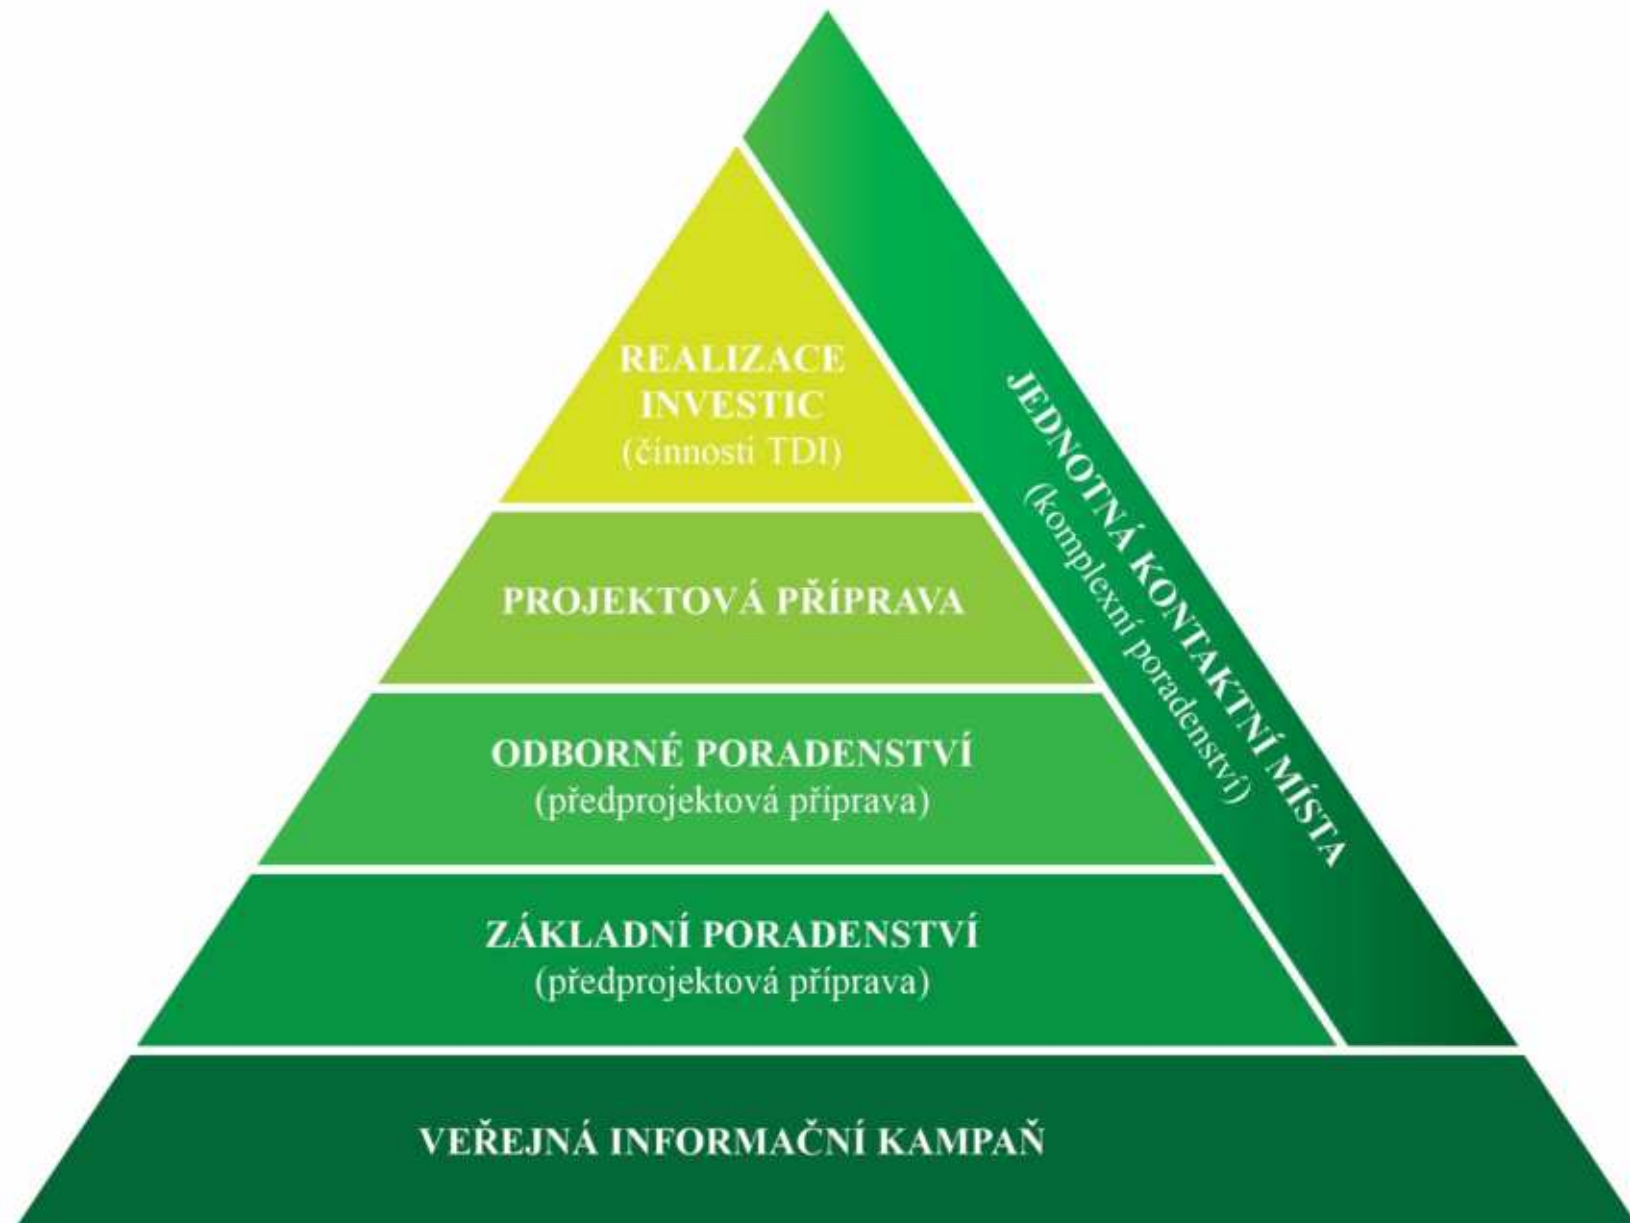 REALIZACE
INVESTIC
(činnosti TDI)
PROJEKTOVÁ PŘÍPRAVA
ODBORNÉ PORADENSTVÍ
(předprojektová příprava)
ZÁKLADNÍ PORADENSTVÍ
(předprojektová příprava)
VEŘEJNÁ INFORMAČNÍ KAMPAŇ
JEDNOTNÁ KONTAKTNÍ MÍSTA
(komplexní poradenství)